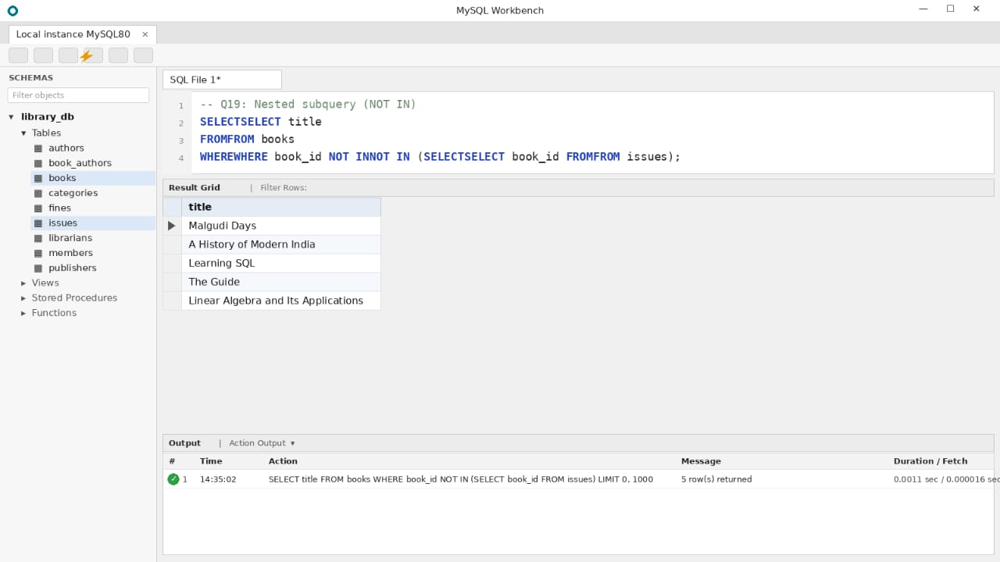 MySQL Workbench
Local instance MySQL80 ✕
SCHEMAS
Filter objects
library_db
Tables
authors
book_authors
books
categories
fines
issues
librarians
members
publishers
Views
Stored Procedures
Functions
SQL File 1*
1 -- Q19: Nested subquery (NOT IN)
2 SELECTSELECT title
3 FROMFROM books
4 WHEREWHERE book_id NOT INNOT IN (SELECTSELECT book_id FROMFROM issues);
Result Grid | Filter Rows:
title
Malgudi Days
A History of Modern India
Learning SQL
The Guide
Linear Algebra and Its Applications
Output | Action Output ▾
# Time Action Message Duration / Fetch
1 14:35:02 SELECT title FROM books WHERE book_id NOT IN (SELECT book_id FROM issues) LIMIT 0, 1000 5 row(s) returned 0.0011 sec / 0.000016 sec